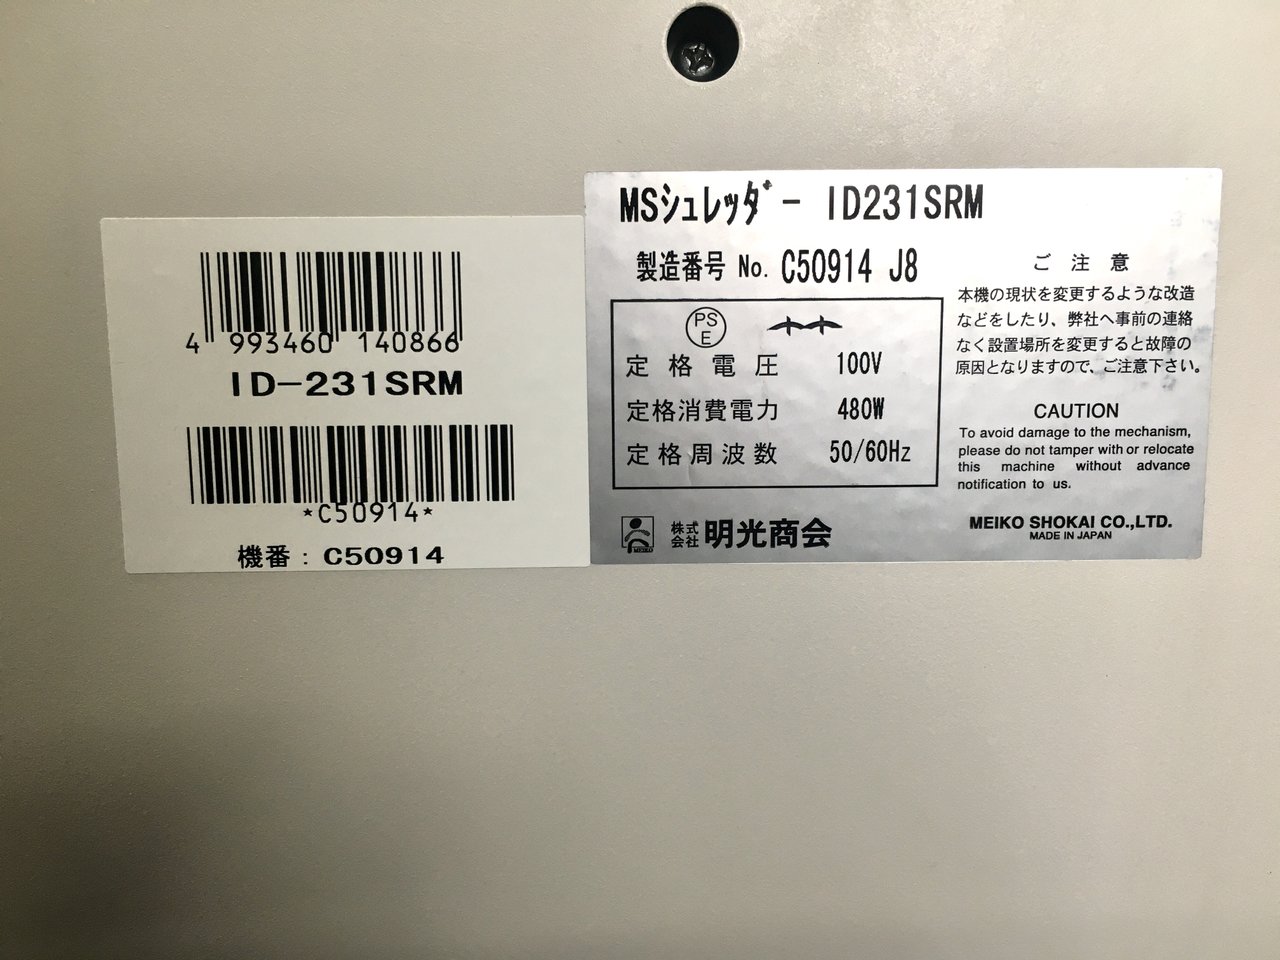 4 993460 140866
ID-231SRM
*C50914*
機番：C50914
MSシュレッダー ID231SRM
製造番号 No. C50914 J8
PS
E
定格電圧 100V
定格消費電力 480W
定格周波数 50/60Hz
MEIKO
株式会社 明光商会
ご注意
本機の現状を変更するような改造
などをしたり、弊社へ事前の連絡
なく設置場所を変更すると故障の
原因となりますので、ご注意下さい。
CAUTION
To avoid damage to the mechanism,
please do not tamper with or relocate
this machine without advance
notification to us.
MEIKO SHOKAI CO.,LTD.
MADE IN JAPAN